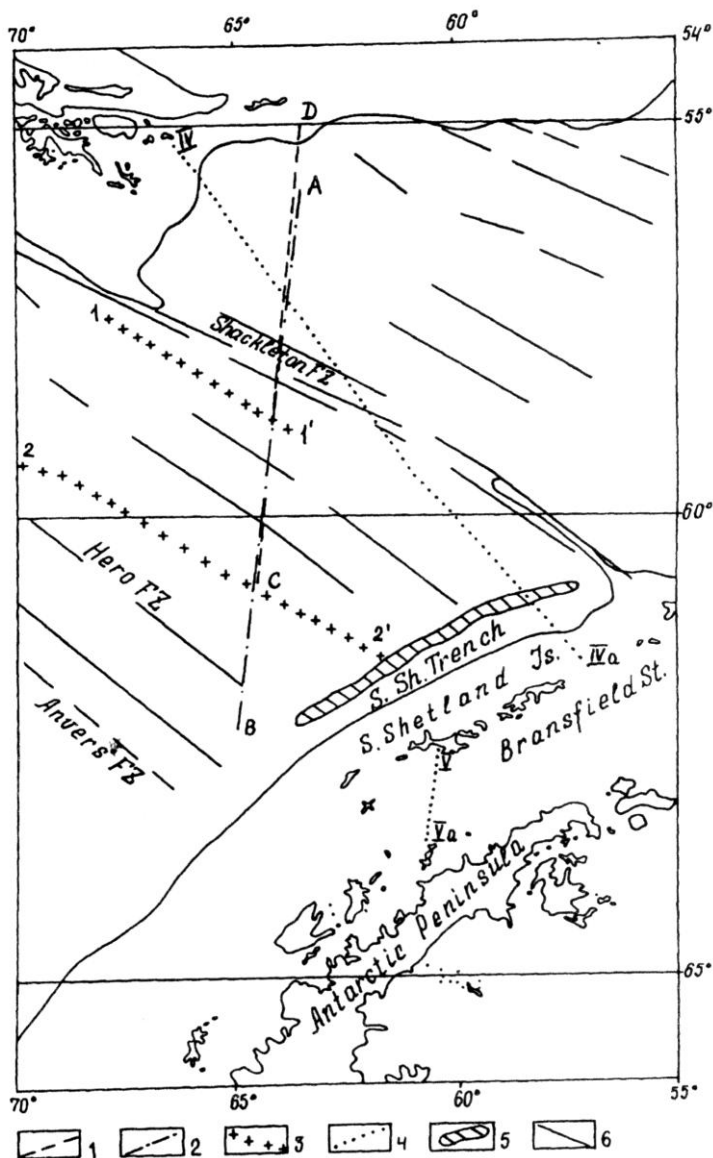 70° 65° 60° 54°
D
55°
IV
A
1
Shackleton FZ
1'
2
60°
Hero FZ
C
2'
S. Sh. Trench
IVa
S. Shetland Is.
B
Bransfield St.
Anvers FZ
V
Va
Antarctic Peninsula
65°
70° 65° 60° 55°
1 2 3 4 5 6